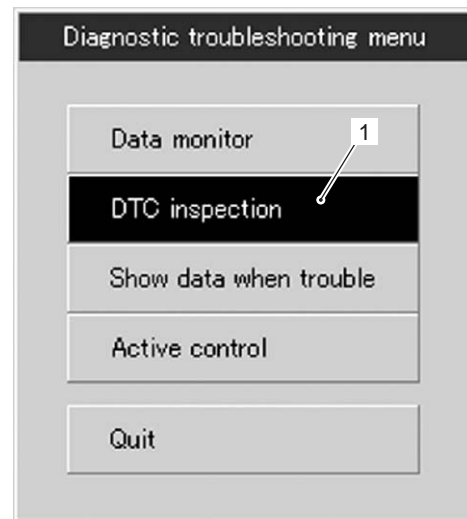 Diagnostic troubleshooting menu
Data monitor
1
DTC inspection
Show data when trouble
Active control
Quit